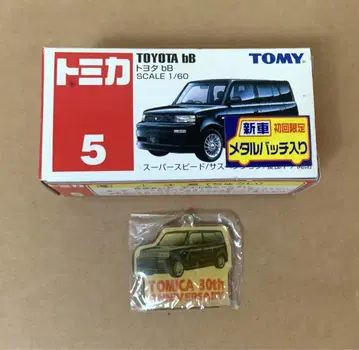 トミカ
5
TOYOTA bB
トヨタ bB
SCALE 1/60
TOMY
新車
初回限定
メタルバッチ入り
スーパースピード/サス
TOMICA 30th
ANNIVERSARY